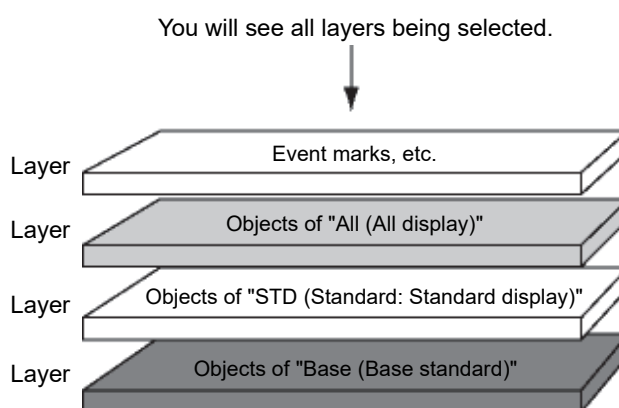 You will see all layers being selected.
Layer
Event marks, etc.
Layer
Objects of "All (All display)"
Layer
Objects of "STD (Standard: Standard display)"
Layer
Objects of "Base (Base standard)"